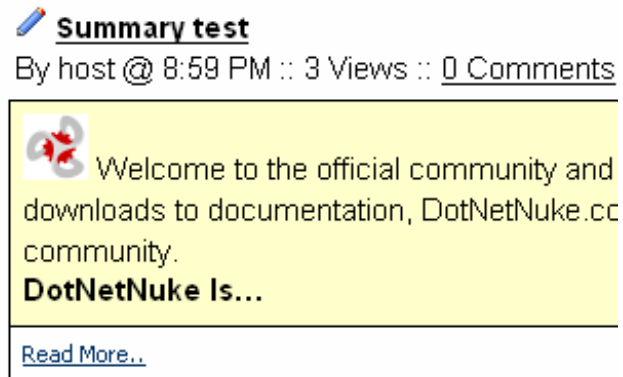 Summary test
By host @ 8:59 PM :: 3 Views :: 0 Comments
Welcome to the official community and
downloads to documentation, DotNetNuke.co
community.
DotNetNuke Is...
Read More..